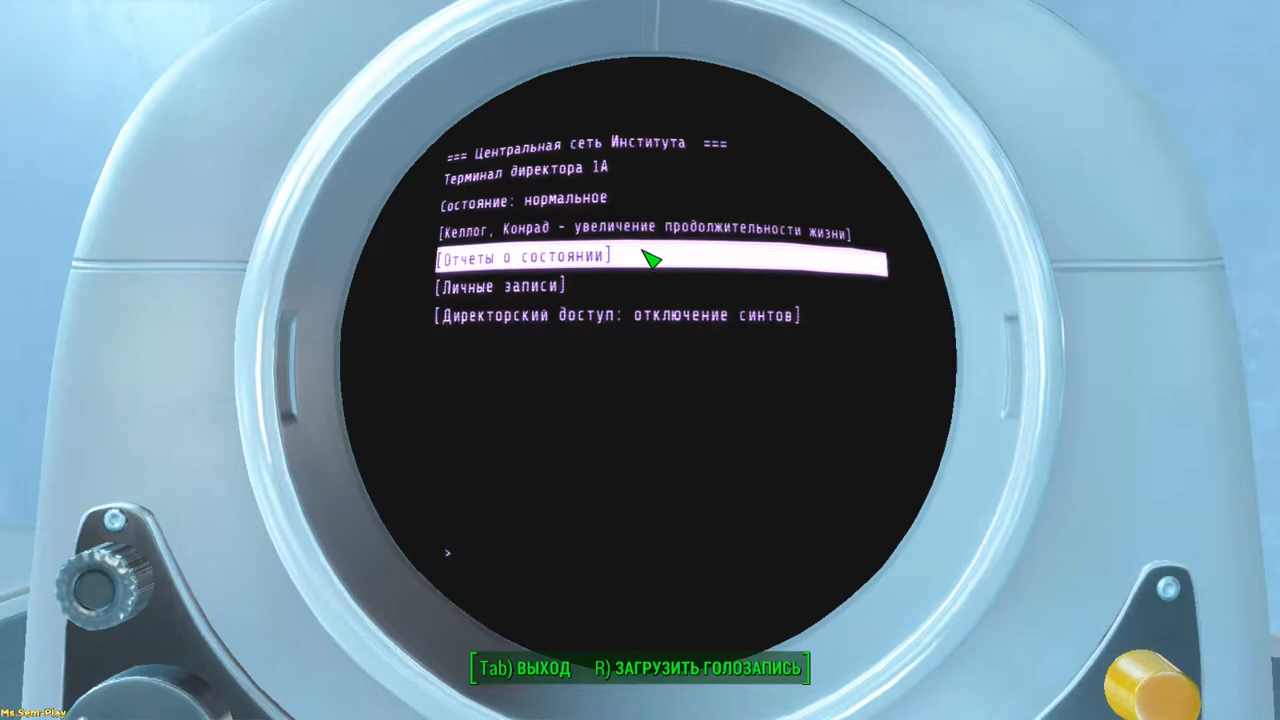 === Центральная сеть Института ===
Терминал директора 1А
Состояние: нормальное
[Келлог, Конрад - увеличение продолжительности жизни]
[Отчеты о состоянии]
[Личные записи]
[Директорский доступ: отключение синтов]
>
Tab) ВЫХОД R) ЗАГРУЗИТЬ ГОЛОЗАПИСЬ
Ms.Sem-Play